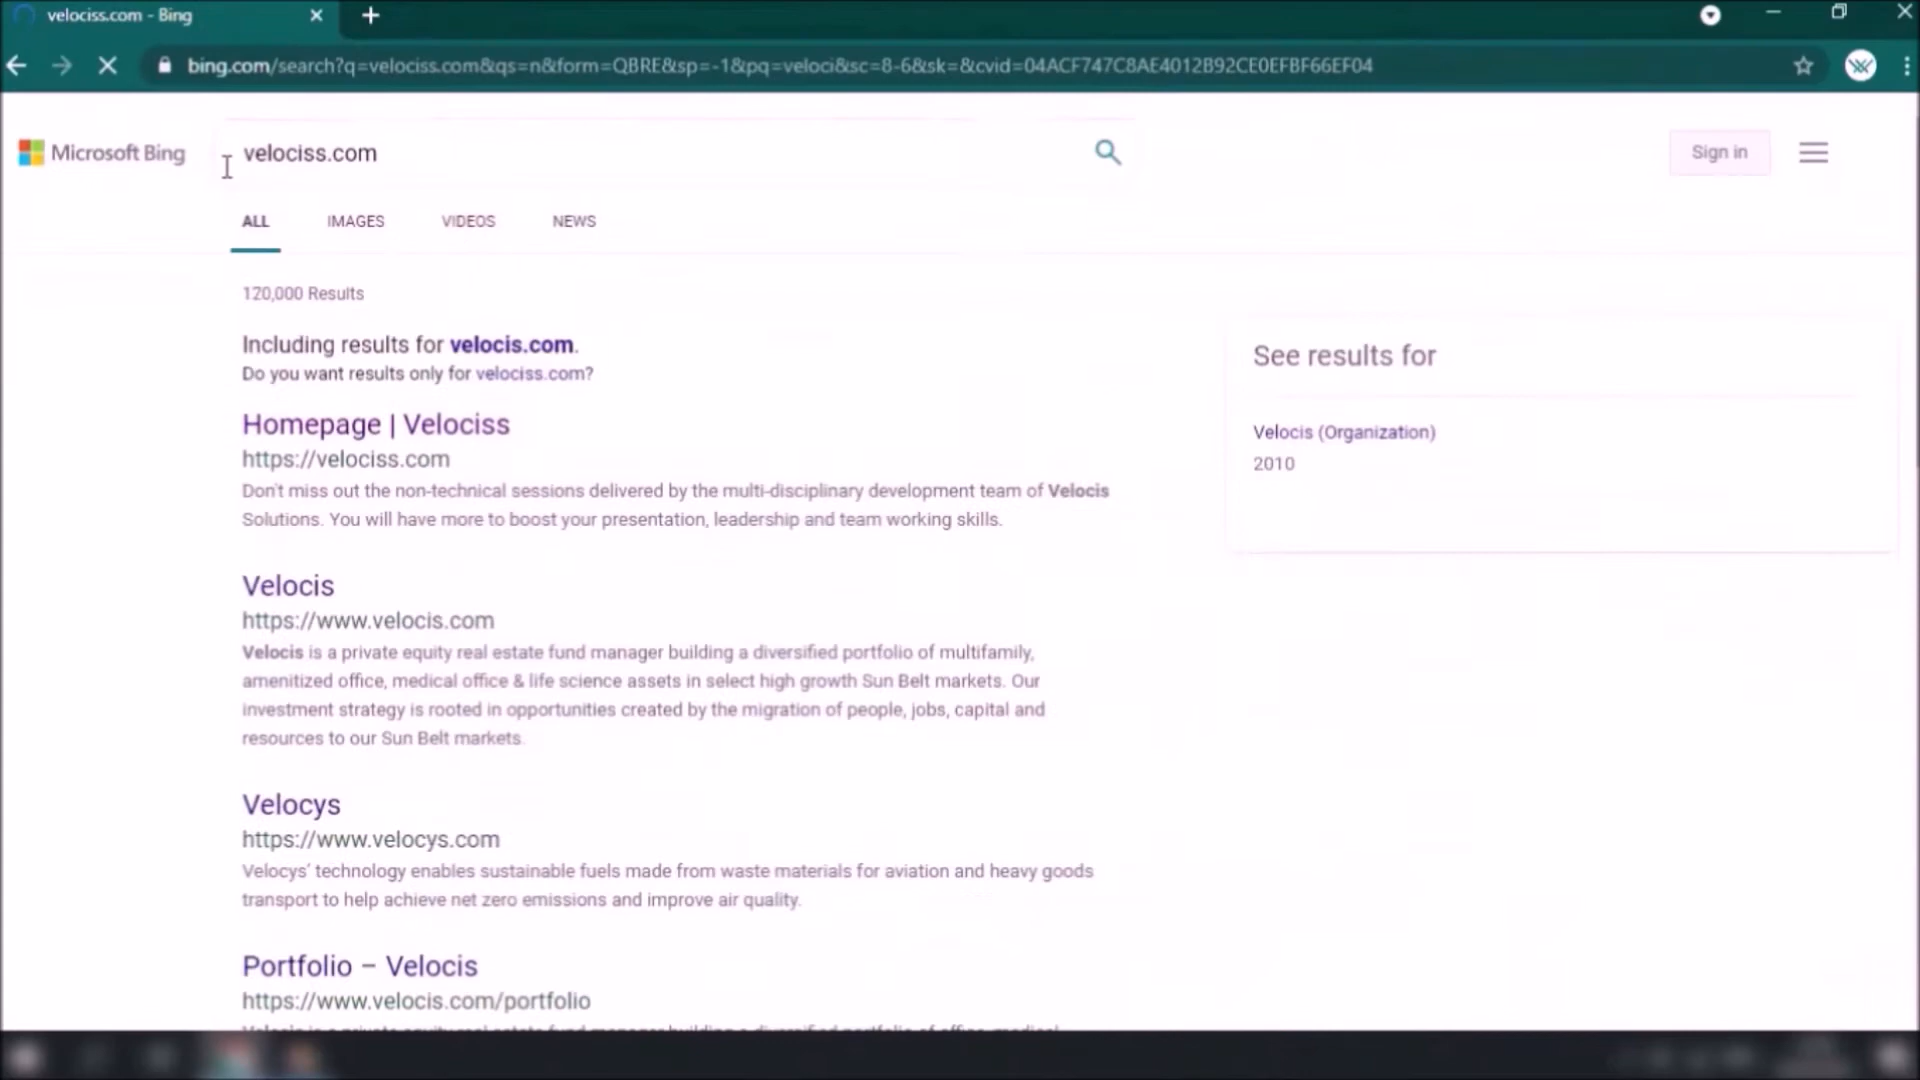 velociss.com - Bing
bing.com/search?q=velociss.com&qs=n&form=QBRE&sp=-1&pq=veloci&sc=8-6&sk=&cvid=04ACF747C8AE4012B92CE0EFBF66EF04
Microsoft Bing
velociss.com
Sign in
ALL IMAGES VIDEOS NEWS
120,000 Results
Including results for velocis.com.
Do you want results only for velociss.com?
Homepage | Velociss
https://velociss.com
Don't miss out the non-technical sessions delivered by the multi-disciplinary development team of Velocis
Solutions. You will have more to boost your presentation, leadership and team working skills.
Velocis
https://www.velocis.com
Velocis is a private equity real estate fund manager building a diversified portfolio of multifamily,
amenitized office, medical office & life science assets in select high growth Sun Belt markets. Our
investment strategy is rooted in opportunities created by the migration of people, jobs, capital and
resources to our Sun Belt markets.
Velocys
https://www.velocys.com
Velocys' technology enables sustainable fuels made from waste materials for aviation and heavy goods
transport to help achieve net zero emissions and improve air quality.
Portfolio – Velocis
https://www.velocis.com/portfolio
See results for
Velocis (Organization)
2010